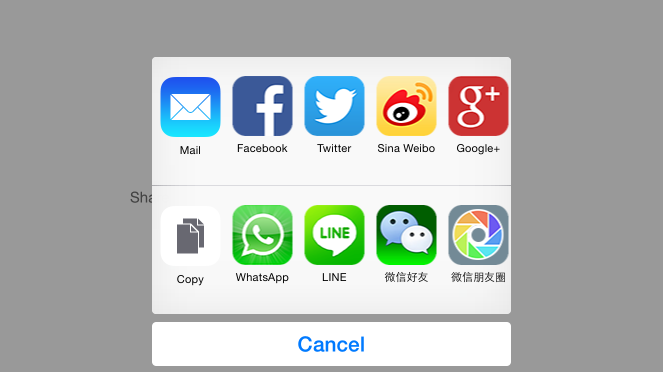 Mail Facebook Twitter Sina Weibo Google+
Sha
LINE
Copy WhatsApp LINE 微信好友 微信朋友圈
Cancel